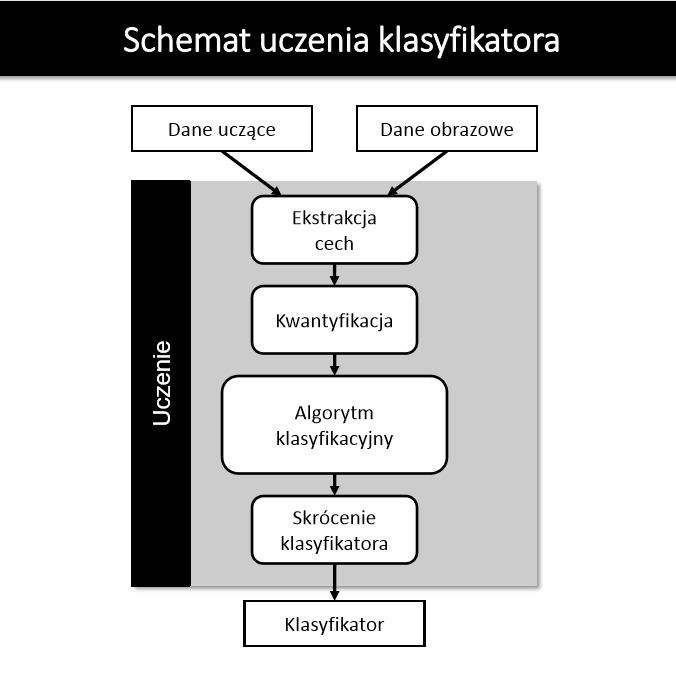 Schemat uczenia klasyfikatora
Dane uczące
Dane obrazowe
Ekstrakcja
cech
Kwantyfikacja
Uczenie
Algorytm
klasyfikacyjny
Skrócenie
klasyfikatora
Klasyfikator